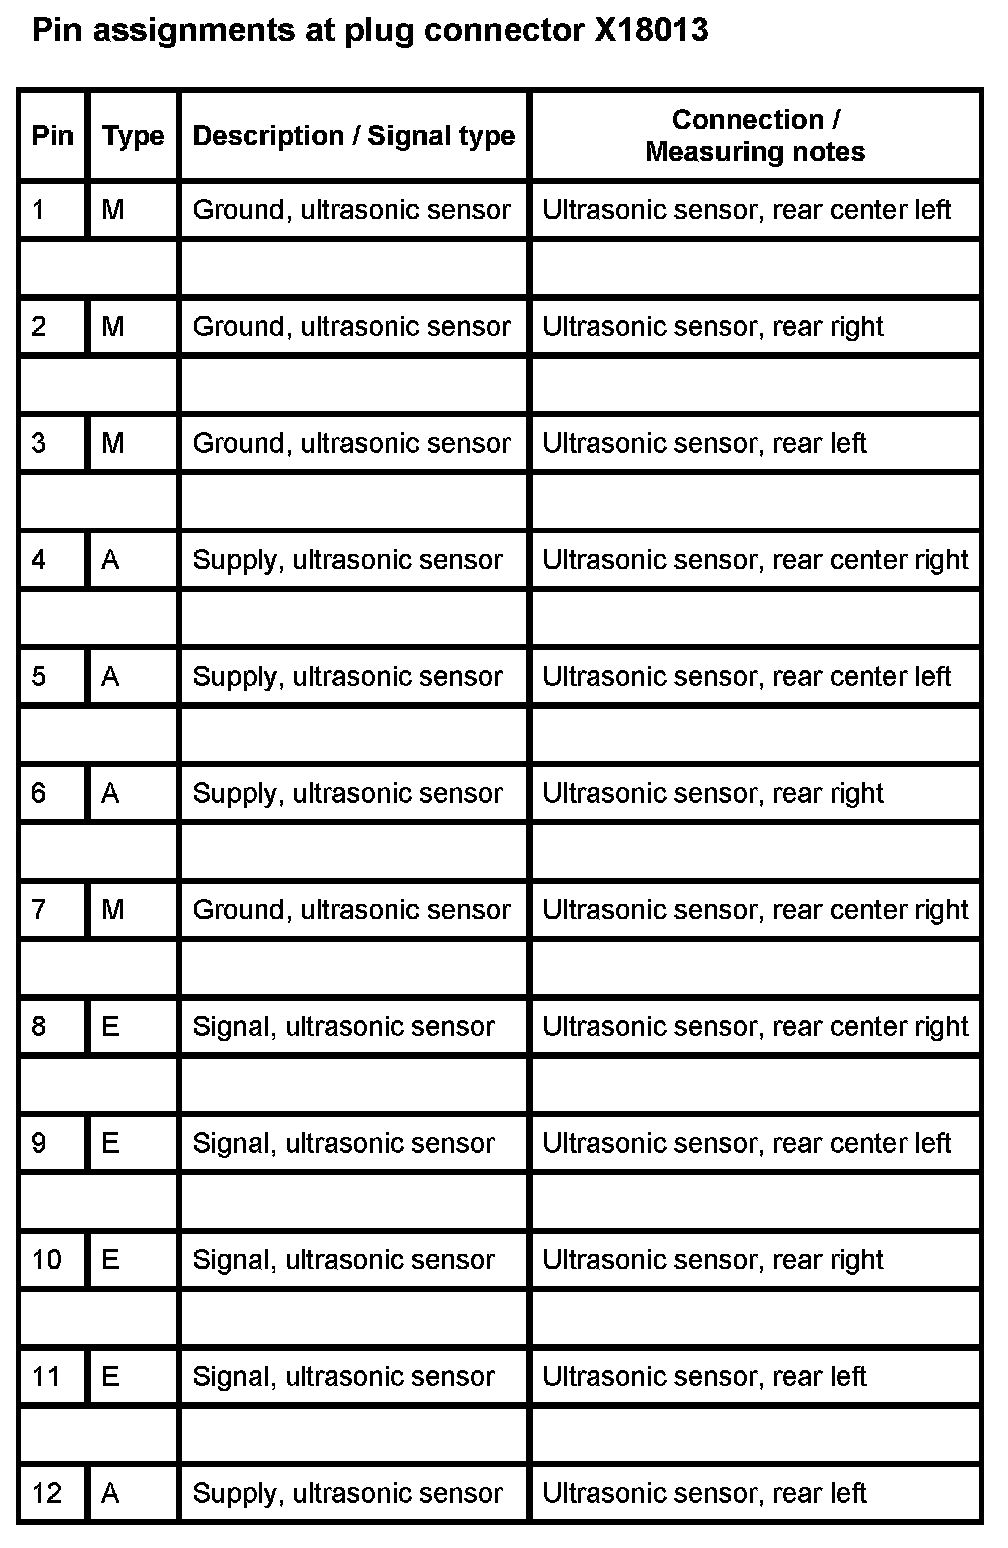 Pin assignments at plug connector X18013
Pin Type Description / Signal type Connection /
Measuring notes
1 M Ground, ultrasonic sensor Ultrasonic sensor, rear center left
2 M Ground, ultrasonic sensor Ultrasonic sensor, rear right
3 M Ground, ultrasonic sensor Ultrasonic sensor, rear left
4 A Supply, ultrasonic sensor Ultrasonic sensor, rear center right
5 A Supply, ultrasonic sensor Ultrasonic sensor, rear center left
6 A Supply, ultrasonic sensor Ultrasonic sensor, rear right
7 M Ground, ultrasonic sensor Ultrasonic sensor, rear center right
8 E Signal, ultrasonic sensor Ultrasonic sensor, rear center right
9 E Signal, ultrasonic sensor Ultrasonic sensor, rear center left
10 E Signal, ultrasonic sensor Ultrasonic sensor, rear right
11 E Signal, ultrasonic sensor Ultrasonic sensor, rear left
12 A Supply, ultrasonic sensor Ultrasonic sensor, rear left